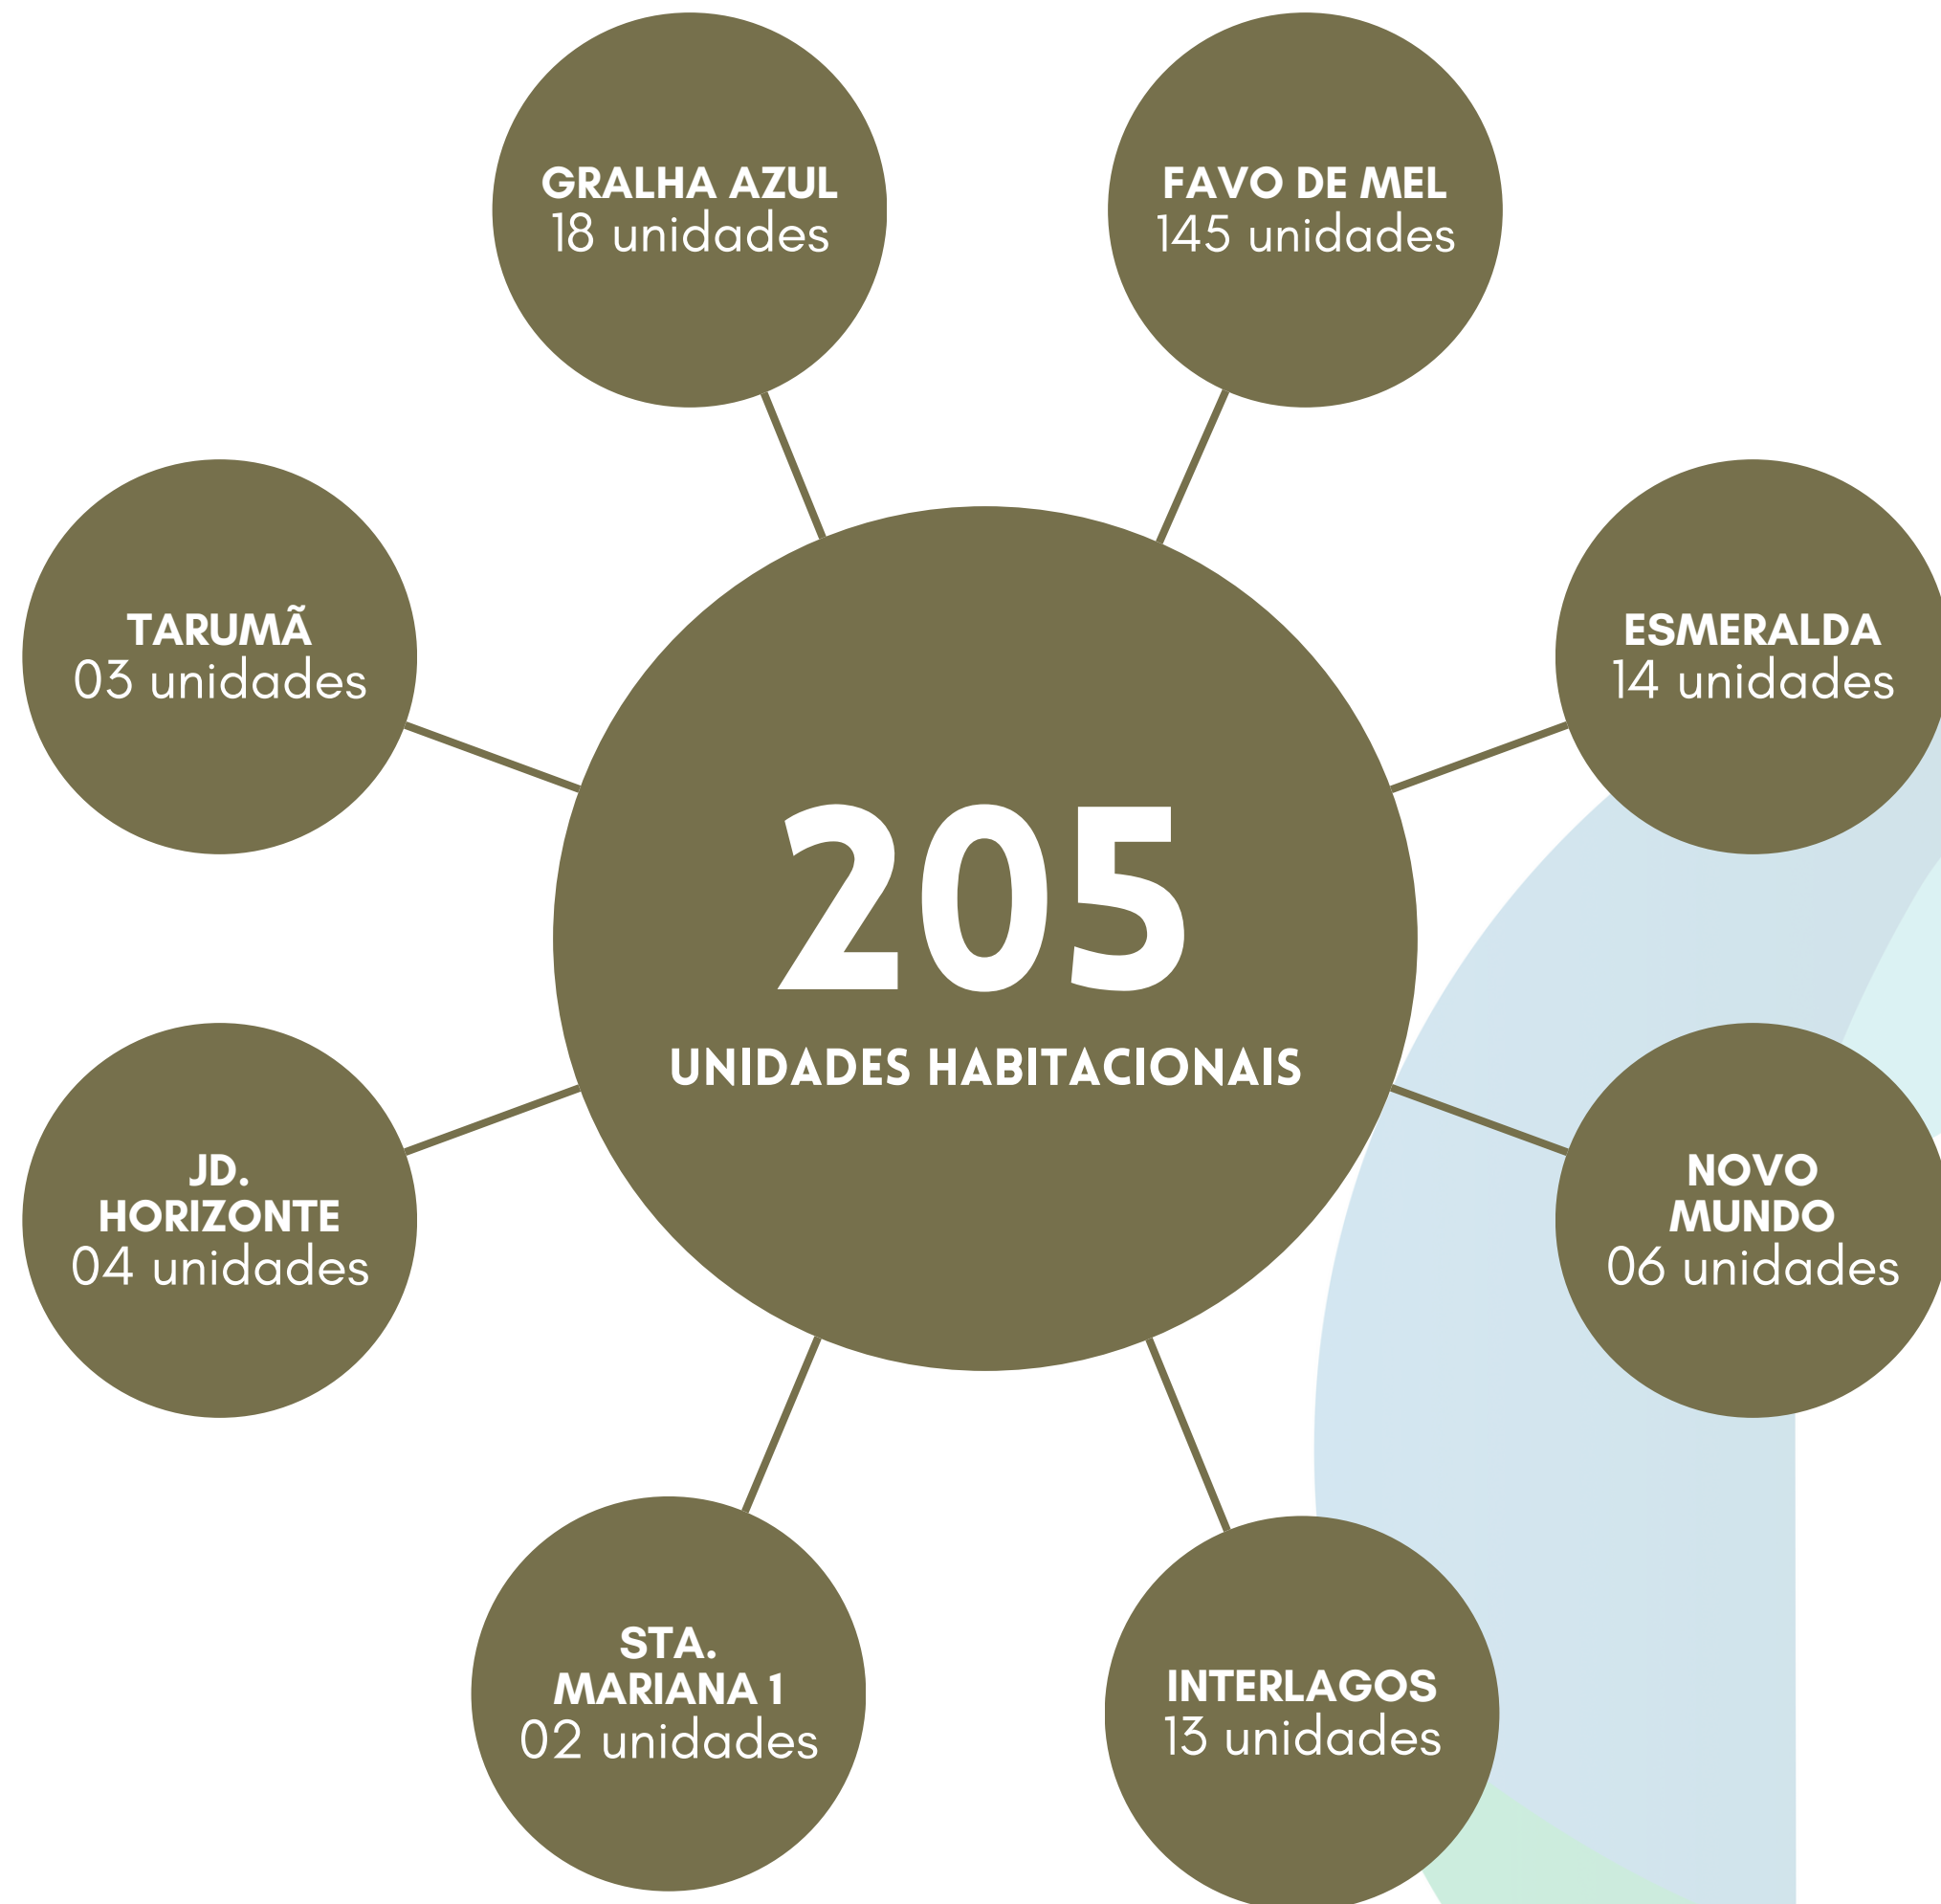 GRALHA AZUL
18 unidades
FAVO DE MEL
145 unidades
TARUMÃ
03 unidades
ESMERALDA
14 unidades
205
UNIDADES HABITACIONAIS
JD.
HORIZONTE
04 unidades
NOVO
MUNDO
06 unidades
STA.
MARIANA 1
02 unidades
INTERLAGOS
13 unidades